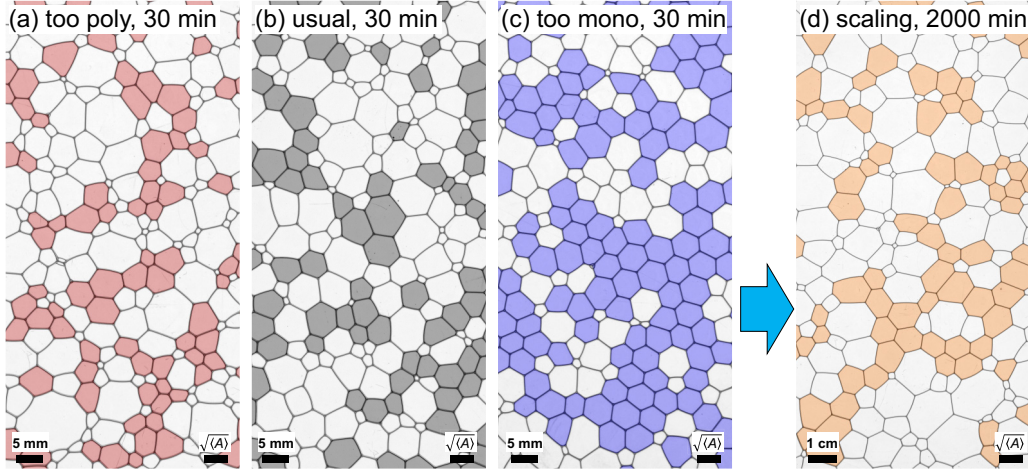 (a) too poly, 30 min
(b) usual, 30 min
(c) too mono, 30 min
(d) scaling, 2000 min
5 mm
√⟨A⟩
5 mm
√⟨A⟩
5 mm
√⟨A⟩
1 cm
√⟨A⟩